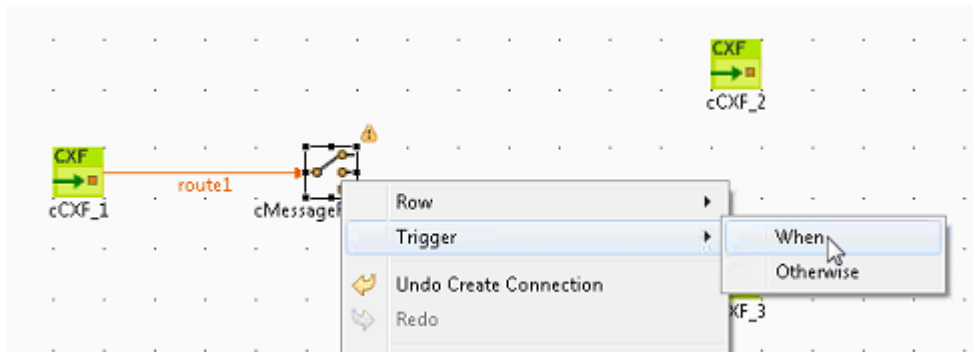 CXF
cCXF_2
CXF
route1
cCXF_1
Row
Trigger
When
Otherwise
Undo Create Connection
Redo